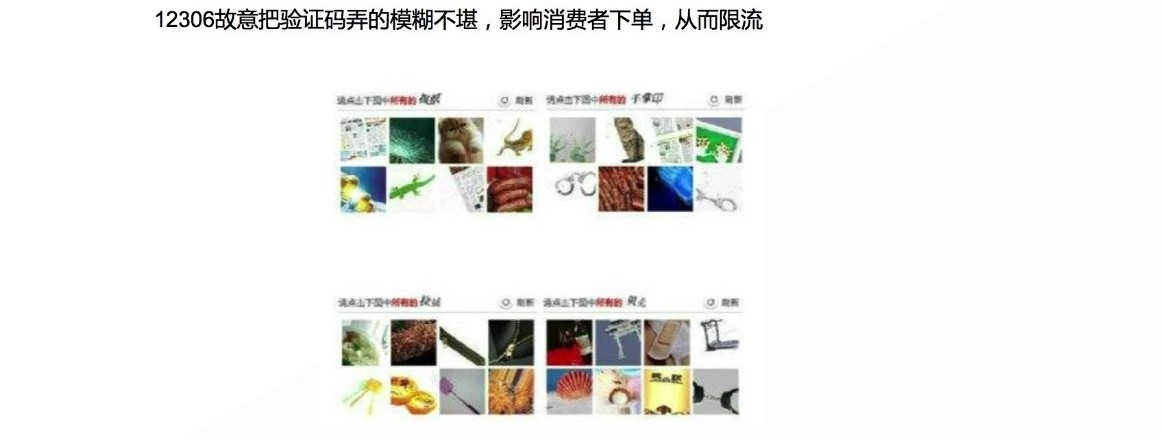 12306故意把验证码弄的模糊不堪，影响消费者下单，从而限流
请点击下图中所有的 报纸 刷新
请点击下图中所有的 手掌印 刷新
请点击下图中所有的 刷新
请点击下图中所有的 刷新